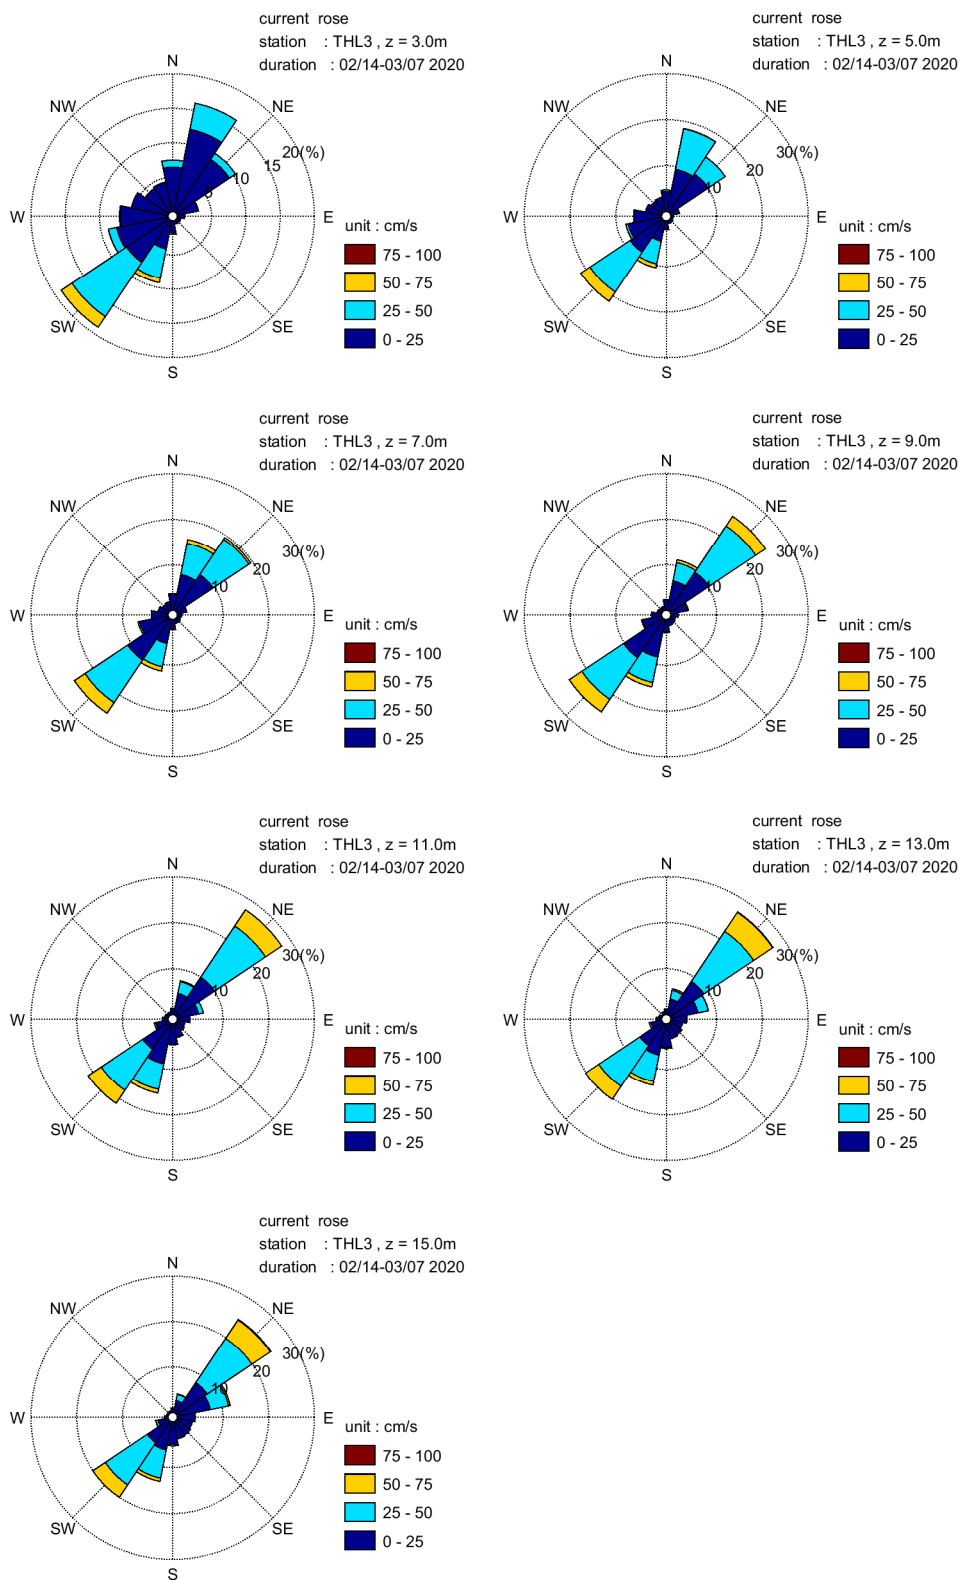 current rose
station : THL3 , z = 3.0m
duration : 02/14-03/07 2020
N
NW
NE
20(%)
15
10
5
W
E
SW
SE
S
unit : cm/s
75 - 100
50 - 75
25 - 50
0 - 25
current rose
station : THL3 , z = 5.0m
duration : 02/14-03/07 2020
N
NW
NE
30(%)
20
10
W
E
SW
SE
S
unit : cm/s
75 - 100
50 - 75
25 - 50
0 - 25
current rose
station : THL3 , z = 7.0m
duration : 02/14-03/07 2020
N
NW
NE
30(%)
20
10
W
E
SW
SE
S
unit : cm/s
75 - 100
50 - 75
25 - 50
0 - 25
current rose
station : THL3 , z = 9.0m
duration : 02/14-03/07 2020
N
NW
NE
30(%)
20
10
W
E
SW
SE
S
unit : cm/s
75 - 100
50 - 75
25 - 50
0 - 25
current rose
station : THL3 , z = 11.0m
duration : 02/14-03/07 2020
N
NW
NE
30(%)
20
10
W
E
SW
SE
S
unit : cm/s
75 - 100
50 - 75
25 - 50
0 - 25
current rose
station : THL3 , z = 13.0m
duration : 02/14-03/07 2020
N
NW
NE
30(%)
20
10
W
E
SW
SE
S
unit : cm/s
75 - 100
50 - 75
25 - 50
0 - 25
current rose
station : THL3 , z = 15.0m
duration : 02/14-03/07 2020
N
NW
NE
30(%)
20
10
W
E
SW
SE
S
unit : cm/s
75 - 100
50 - 75
25 - 50
0 - 25